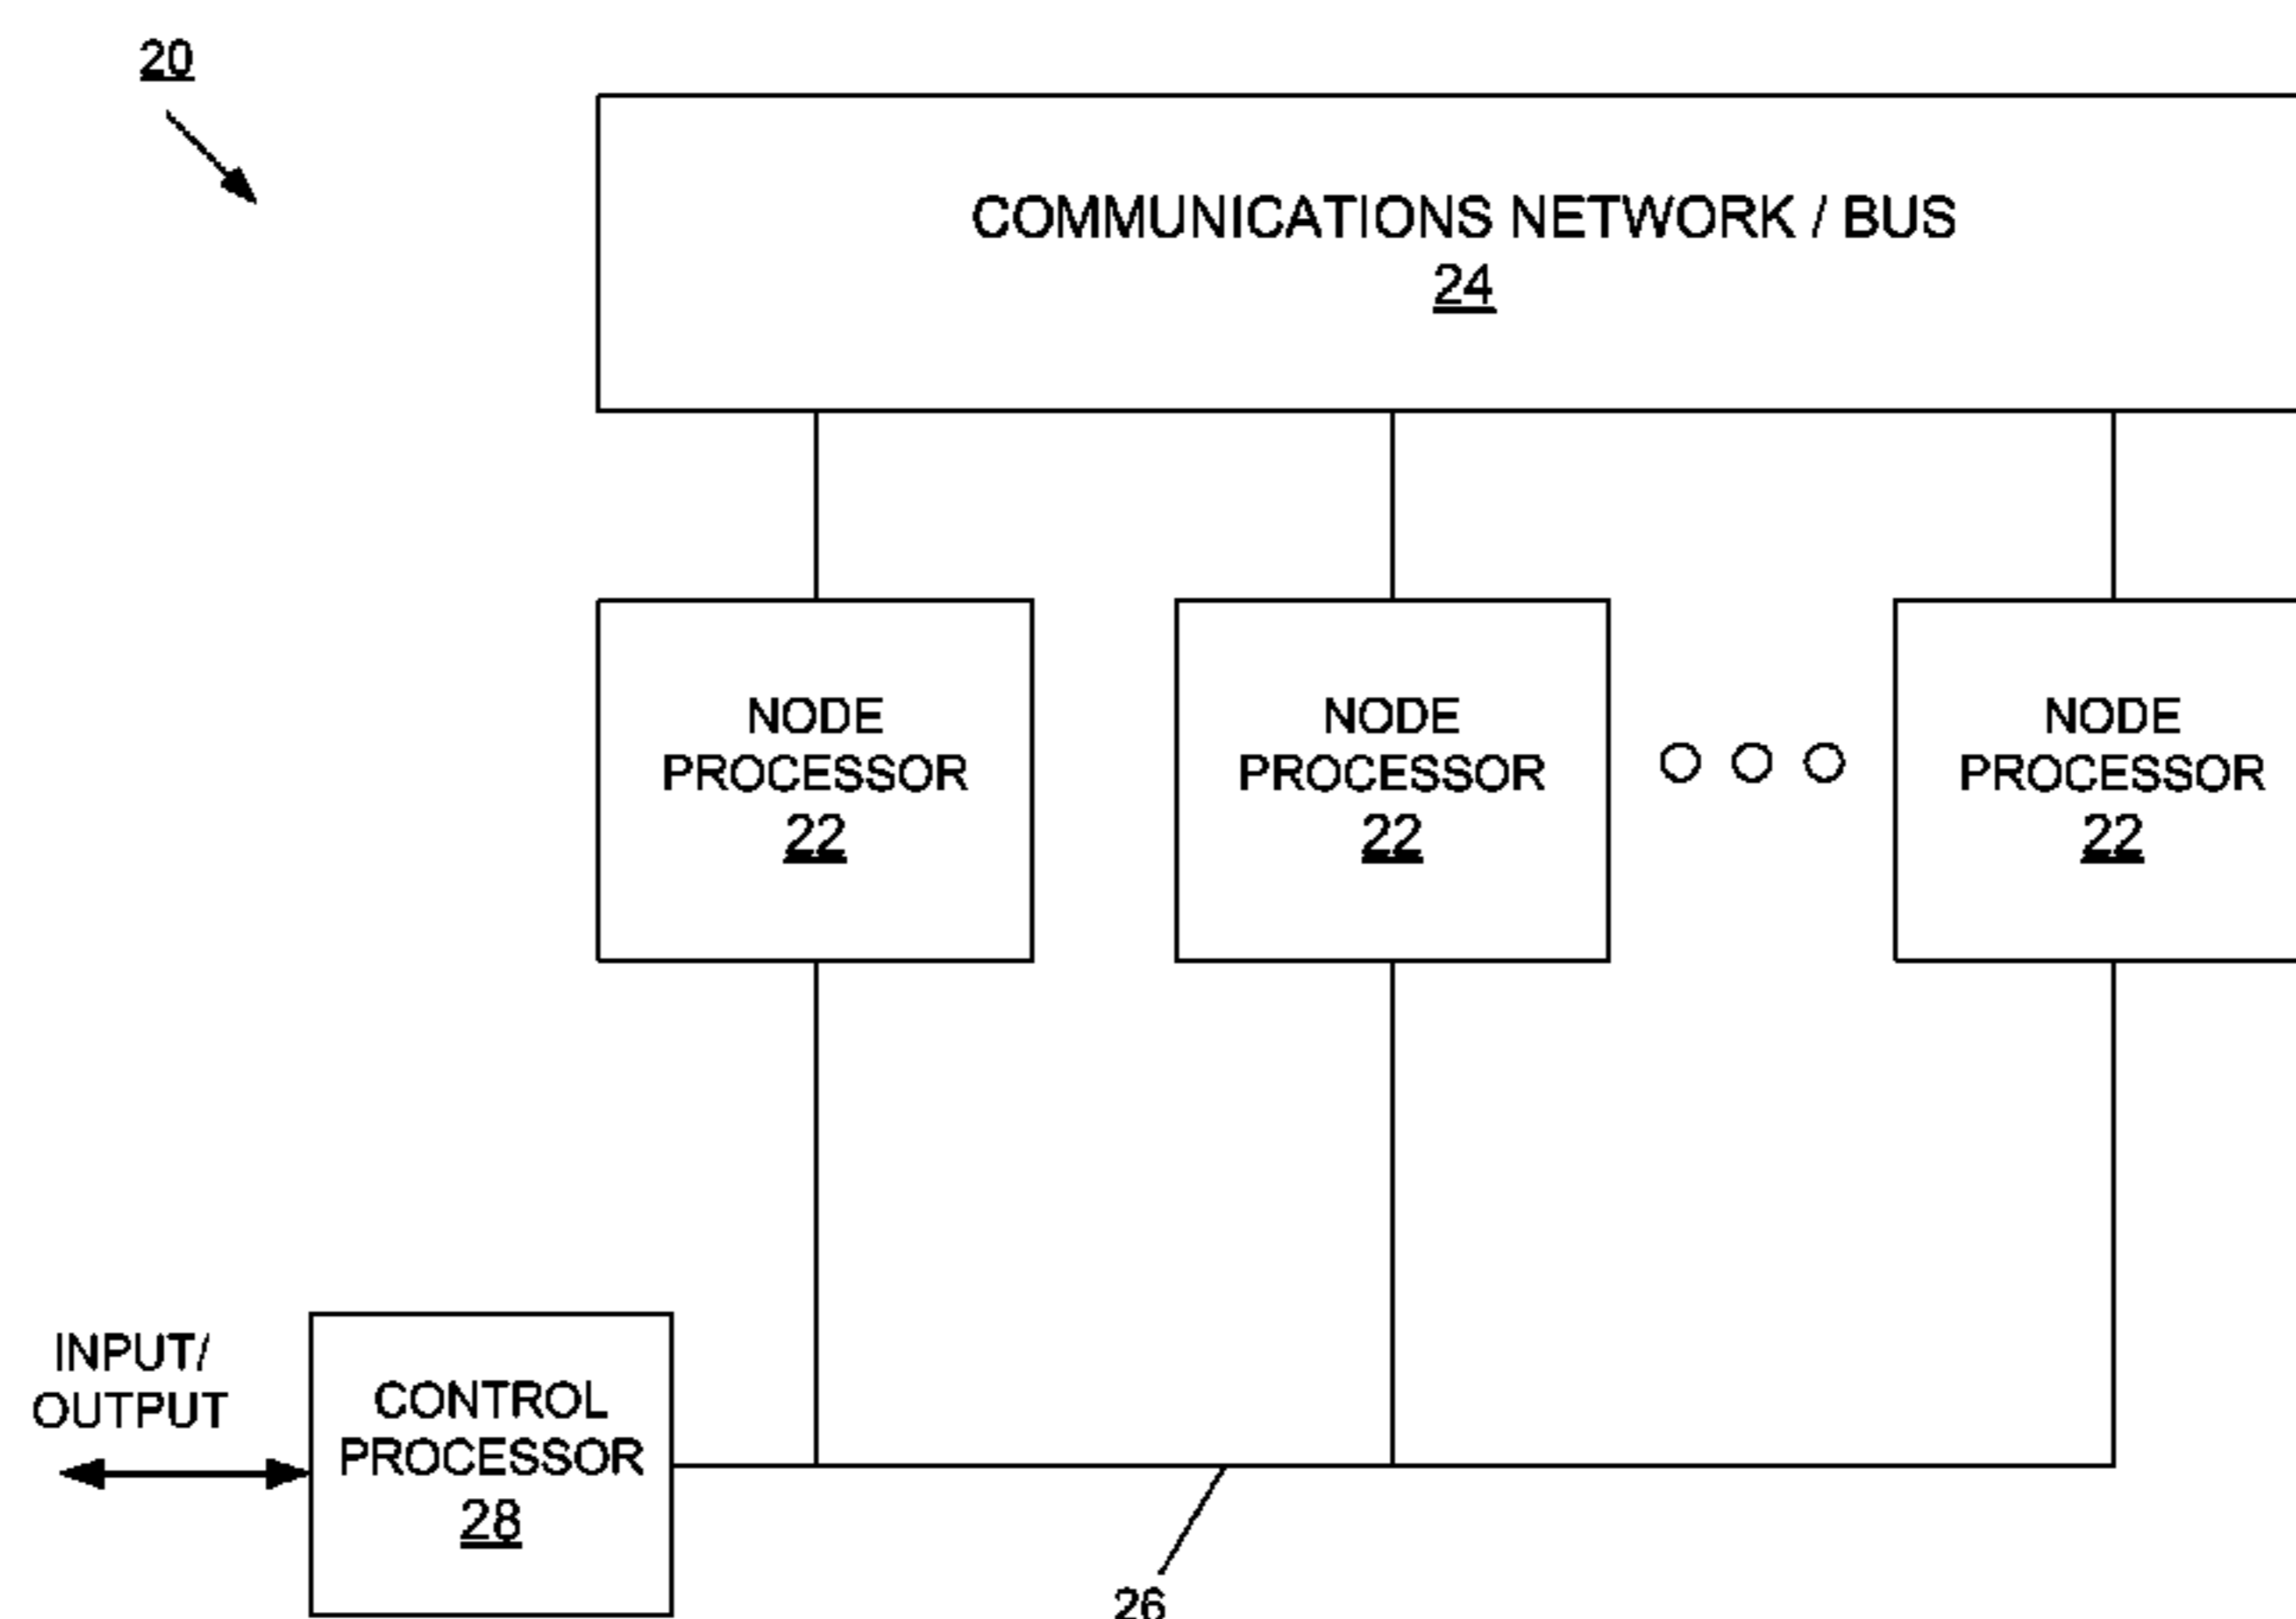 20
COMMUNICATIONS NETWORK / BUS
24
NODE
PROCESSOR
22
NODE
PROCESSOR
22
NODE
PROCESSOR
22
INPUT/
OUTPUT
CONTROL
PROCESSOR
28
26